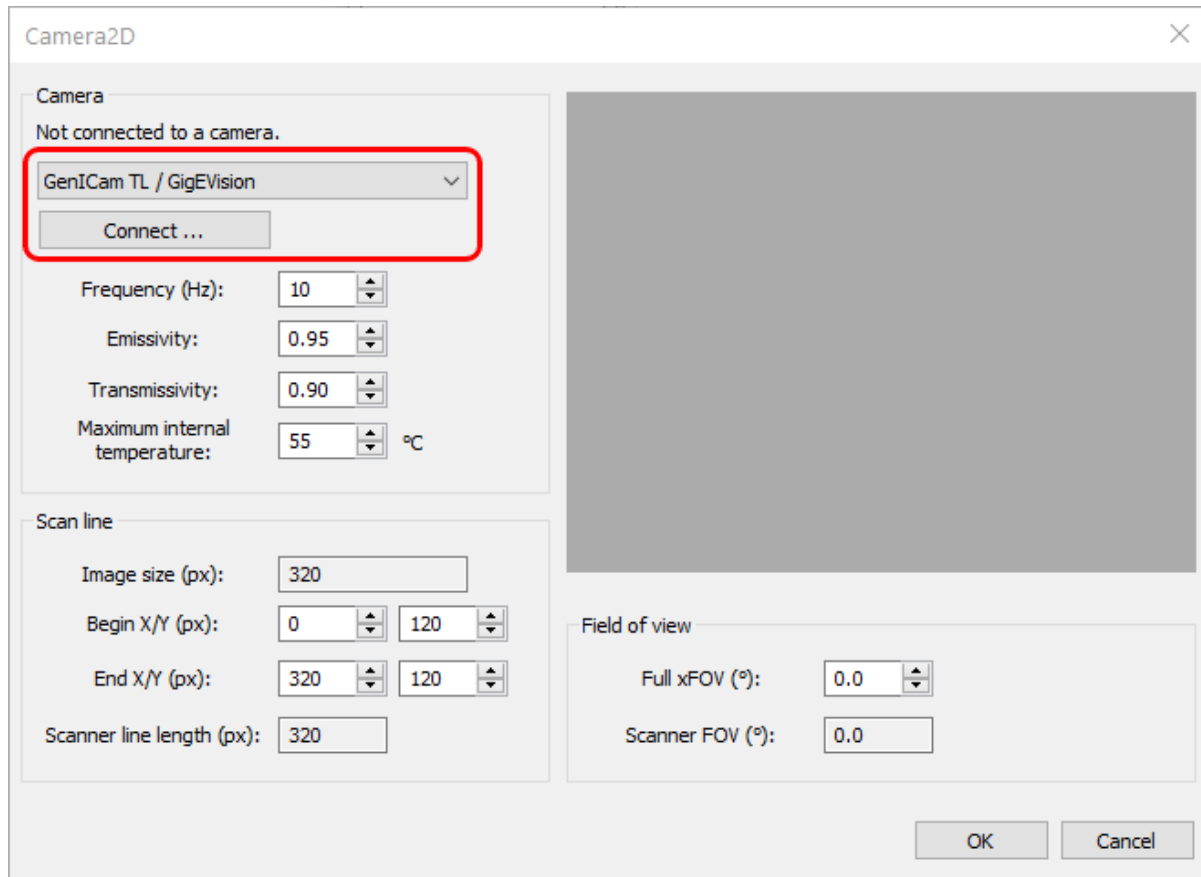 Camera2D
Camera
Not connected to a camera.
GenICam TL / GigEVision
Connect ...
Frequency (Hz): 10
Emissivity: 0.95
Transmissivity: 0.90
Maximum internal
temperature: 55 ºC
Scan line
Image size (px): 320
Begin X/Y (px): 0 120
End X/Y (px): 320 120
Scanner line length (px): 320
Field of view
Full xFOV (º): 0.0
Scanner FOV (º): 0.0
OK Cancel